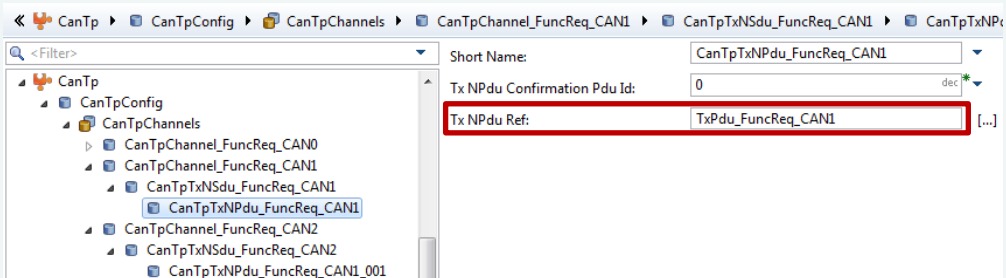 « CanTp CanTpConfig CanTpChannels CanTpChannel_FuncReq_CAN1 CanTpTxNSdu_FuncReq_CAN1 CanTpTxNPd
<Filter>
Short Name: CanTpTxNPdu_FuncReq_CAN1
CanTp
Tx NPdu Confirmation Pdu Id: 0 dec *
CanTpConfig
Tx NPdu Ref: TxPdu_FuncReq_CAN1 [...]
CanTpChannels
CanTpChannel_FuncReq_CAN0
CanTpChannel_FuncReq_CAN1
CanTpTxNSdu_FuncReq_CAN1
CanTpTxNPdu_FuncReq_CAN1
CanTpChannel_FuncReq_CAN2
CanTpTxNSdu_FuncReq_CAN2
CanTpTxNPdu_FuncReq_CAN1_001